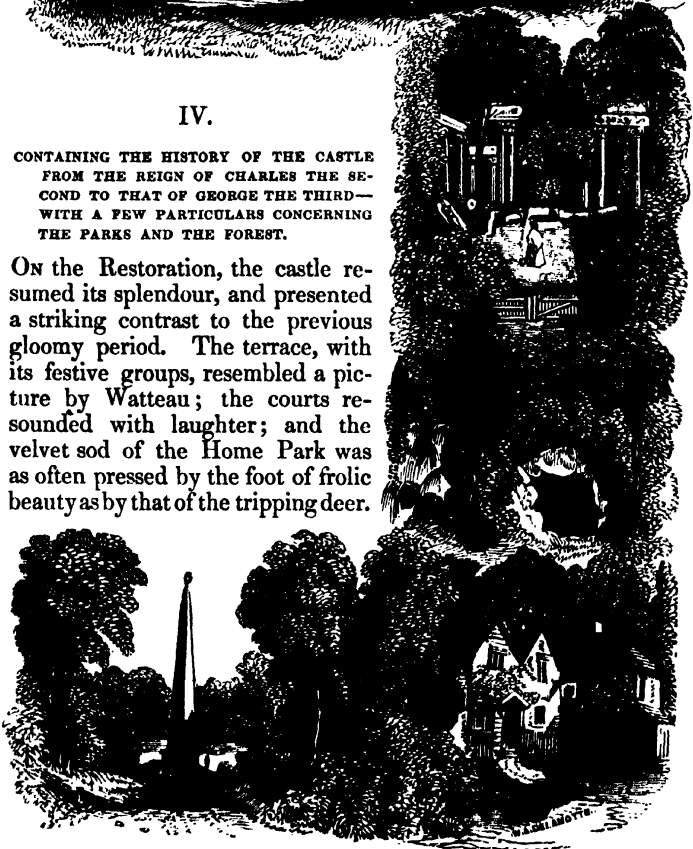 IV.
CONTAINING THE HISTORY OF THE CASTLE
FROM THE REIGN OF CHARLES THE SE-
COND TO THAT OF GEORGE THE THIRD—
WITH A FEW PARTICULARS CONCERNING
THE PARKS AND THE FOREST.
On the Restoration, the castle re-
sumed its splendour, and presented
a striking contrast to the previous
gloomy period. The terrace, with
its festive groups, resembled a pic-
ture by Watteau; the courts re-
sounded with laughter; and the
velvet sod of the Home Park was
as often pressed by the foot of frolic
beauty as by that of the tripping deer.